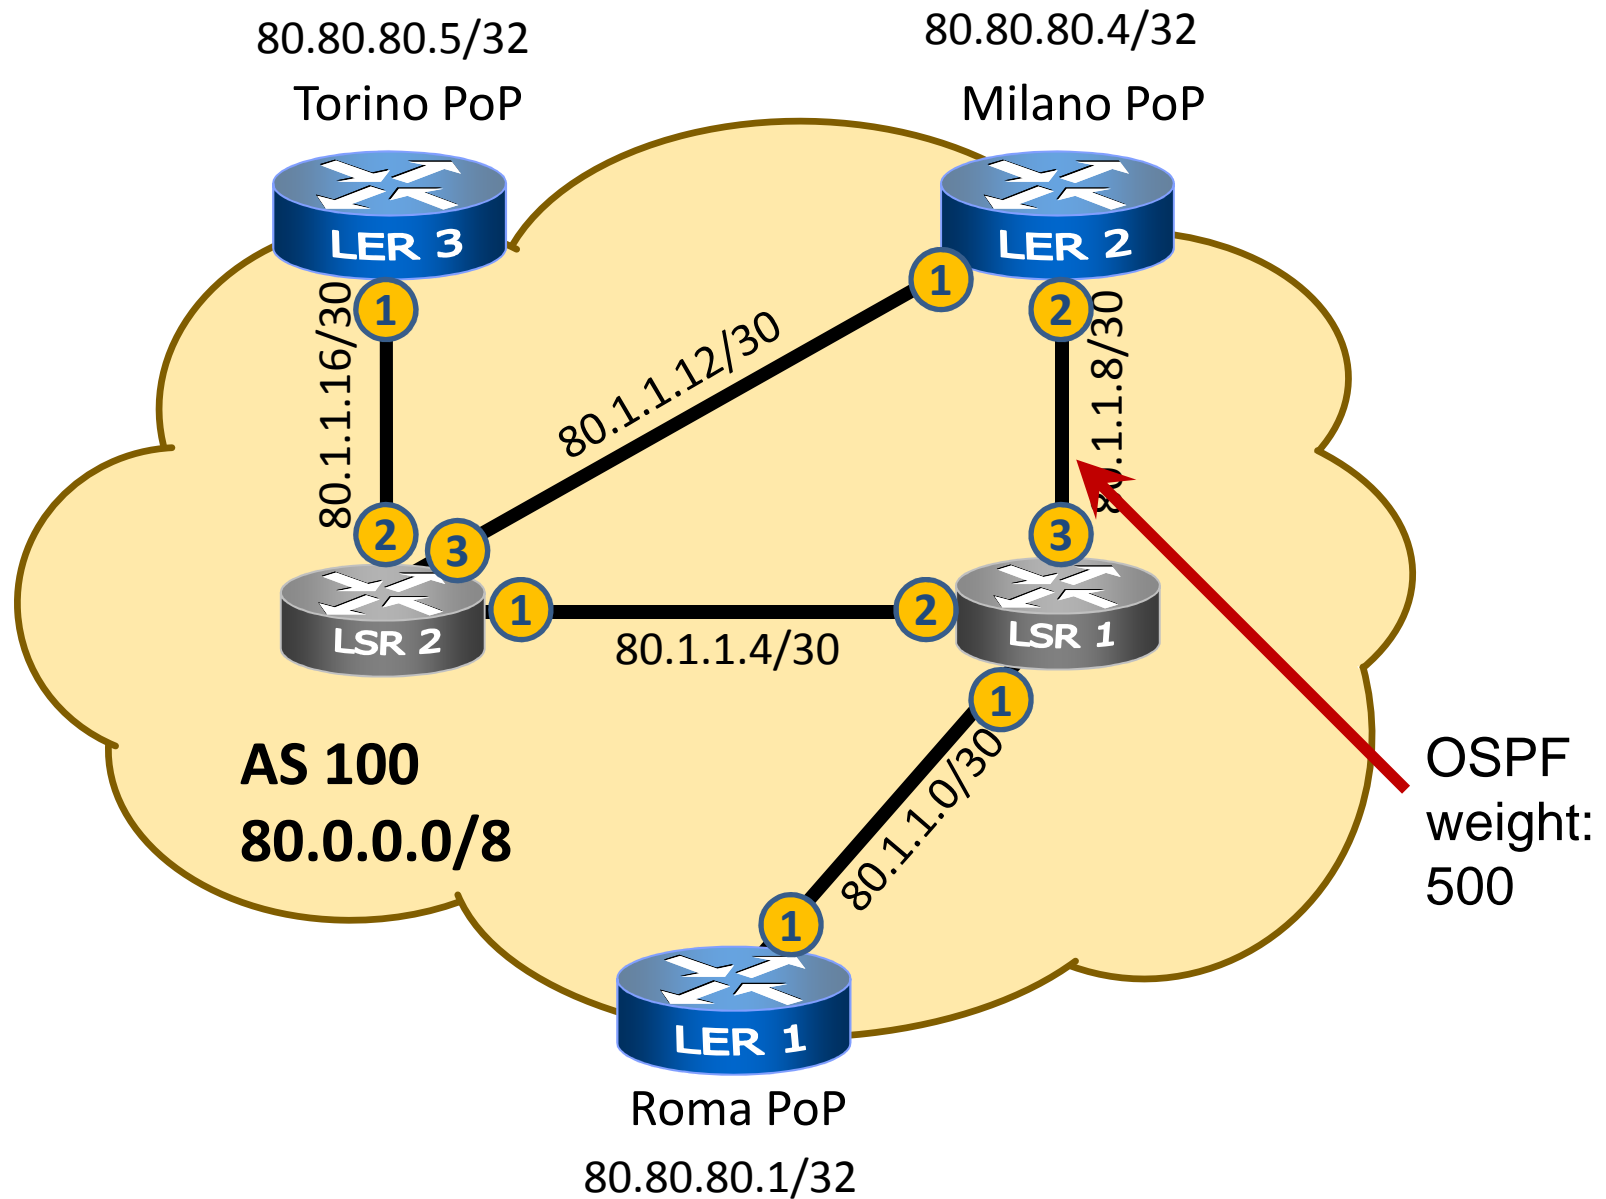 80.80.80.5/32
80.80.80.4/32
Torino PoP
Milano PoP
LER 3
LER 2
1
1
2
80.1.1.16/30
80.1.1.12/30
80.1.1.8/30
2
3
3
1
2
LSR 2
LSR 1
80.1.1.4/30
1
AS 100
80.0.0.0/8
80.1.1.0/30
OSPF
weight:
500
1
LER 1
Roma PoP
80.80.80.1/32